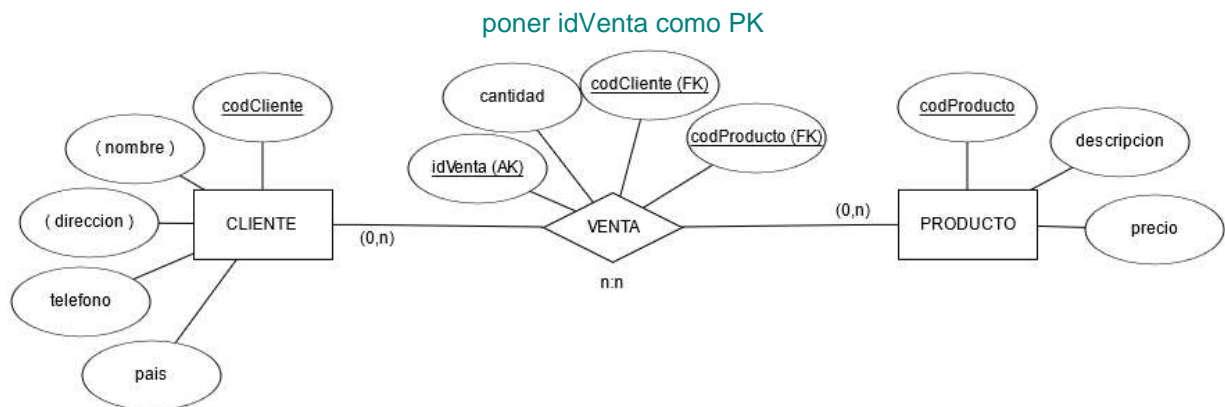 poner idVenta como PK
codCliente
( nombre )
( direccion )
telefono
pais
CLIENTE
(0,n)
cantidad
codCliente (FK)
codProducto (FK)
idVenta (AK)
VENTA
n:n
(0,n)
codProducto
descripcion
precio
PRODUCTO